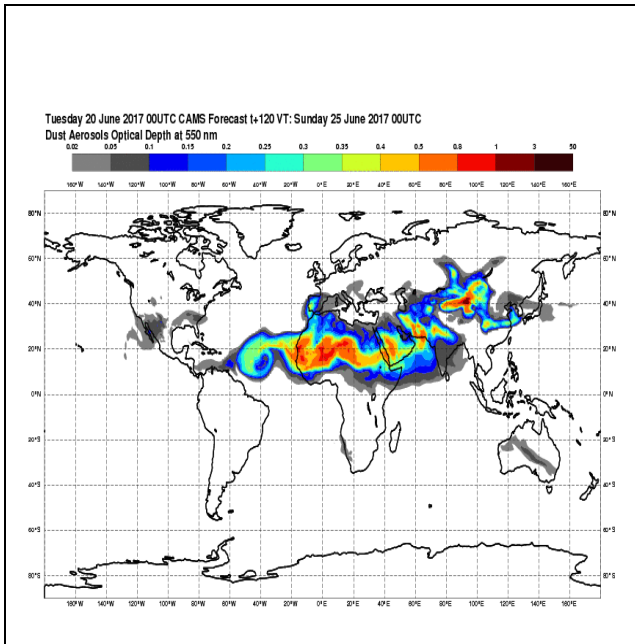 Tuesday 20 June 2017 00UTC CAMS Forecast t+120 VT: Sunday 25 June 2017 00UTC
Dust Aerosols Optical Depth at 550 nm
0.02 0.05 0.1 0.15 0.2 0.25 0.3 0.35 0.4 0.5 0.8 1 3 50
160°W 140°W 120°W 100°W 80°W 60°W 40°W 20°W 0°E 20°E 40°E 60°E 80°E 100°E 120°E 140°E 160°E
80°N 80°N
60°N 60°N
40°N 40°N
20°N 20°N
0°N 0°N
20°S 20°S
40°S 40°S
60°S 60°S
80°S 80°S
160°W 140°W 120°W 100°W 80°W 60°W 40°W 20°W 0°E 20°E 40°E 60°E 80°E 100°E 120°E 140°E 160°E